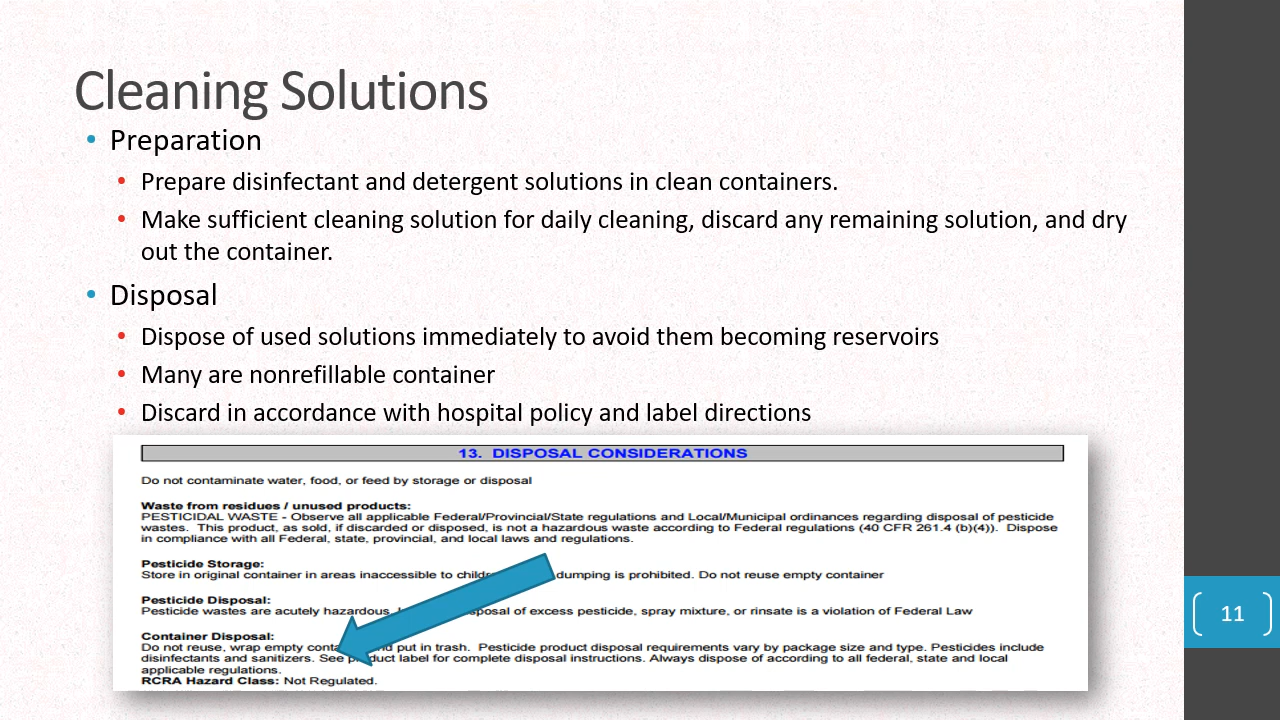 Cleaning Solutions
• Preparation
• Prepare disinfectant and detergent solutions in clean containers.
• Make sufficient cleaning solution for daily cleaning, discard any remaining solution, and dry
out the container.
• Disposal
• Dispose of used solutions immediately to avoid them becoming reservoirs
• Many are nonrefillable container
• Discard in accordance with hospital policy and label directions
13. DISPOSAL CONSIDERATIONS
Do not contaminate water, food, or feed by storage or disposal
Waste from residues / unused products:
PESTICIDAL WASTE - Observe all applicable Federal/Provincial/State regulations and Local/Municipal ordinances regarding disposal of pesticide
wastes. This product, as sold, if discarded or disposed, is not a hazardous waste according to Federal regulations (40 CFR 261.4 (b)(4)). Dispose
in compliance with all Federal, state, provincial, and local laws and regulations.
Pesticide Storage:
Store in original container in areas inaccessible to dumping is prohibited. Do not reuse empty container
Pesticide Disposal:
Pesticide wastes are acutely hazardous. of excess pesticide, spray mixture, or rinsate is a violation of Federal Law
Container Disposal:
Do not reuse, wrap empty put in trash. Pesticide product disposal requirements vary by package size and type. Pesticides include
disinfectants and sanitizers. See product label for complete disposal instructions. Always dispose of according to all federal, state and local
applicable regulations.
RCRA Hazard Class: Not Regulated.
11